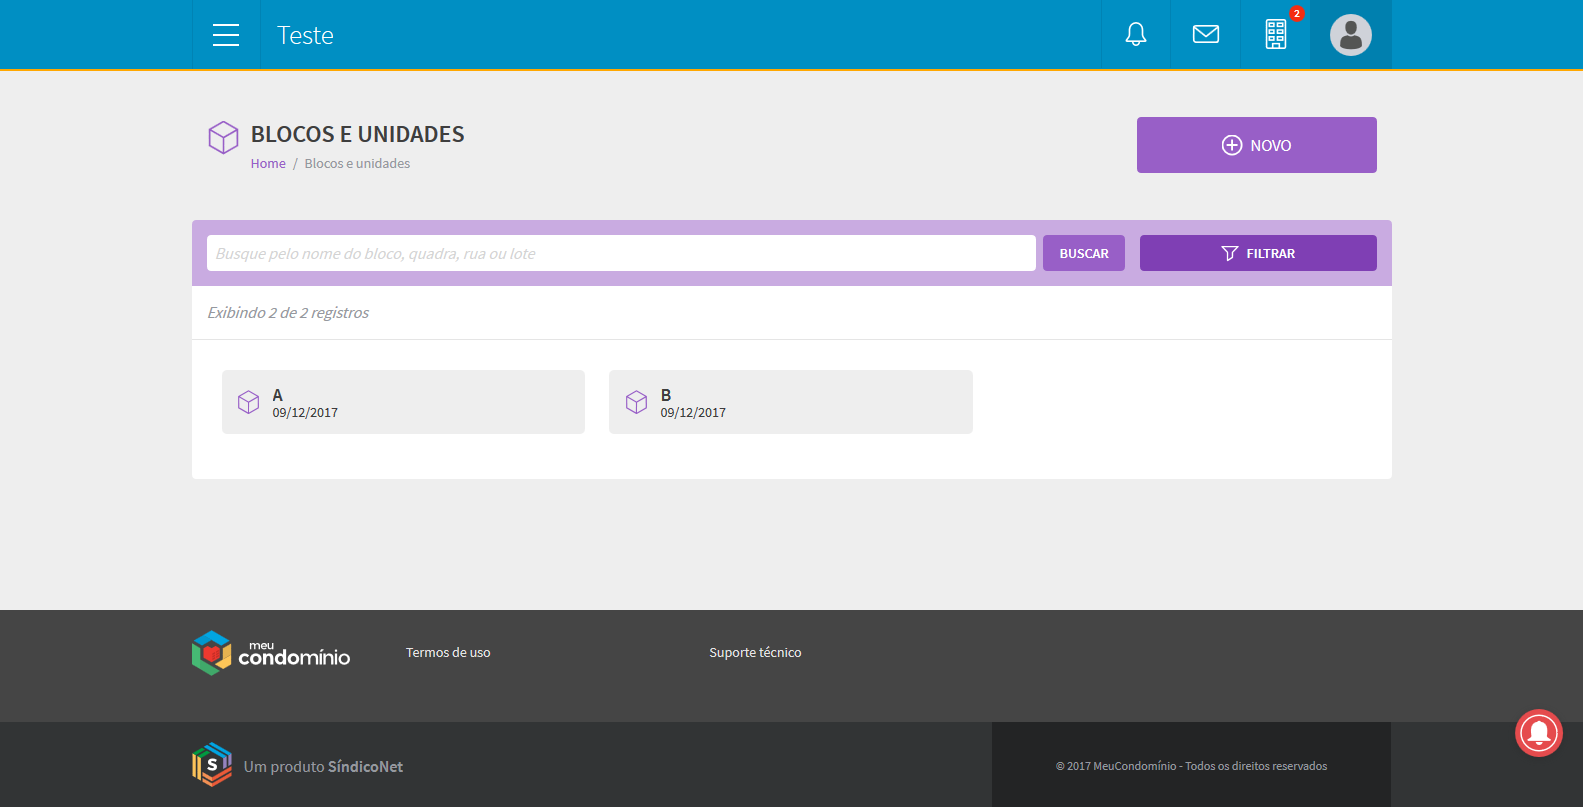 Teste
2
BLOCOS E UNIDADES
Home / Blocos e unidades
NOVO
Busque pelo nome do bloco, quadra, rua ou lote
BUSCAR
FILTRAR
Exibindo 2 de 2 registros
A
09/12/2017
B
09/12/2017
meu
condomínio
Termos de uso
Suporte técnico
S
Um produto SíndicoNet
© 2017 MeuCondomínio - Todos os direitos reservados